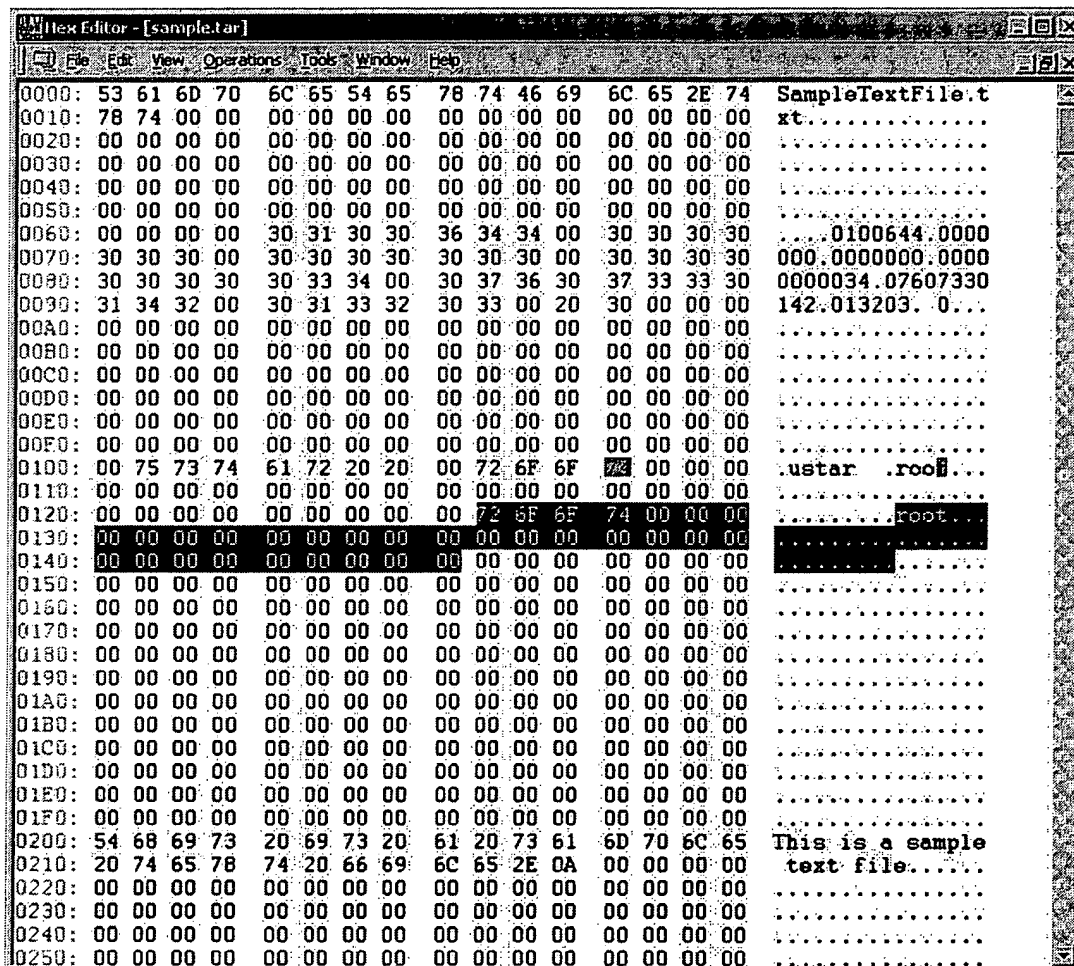 Hex Editor - [sample.tar]
File Edit View Operations Tools Window Help
0000: 53 61 6D 70 6C 65 54 65 78 74 46 69 6C 65 2E 74 SampleTextFile.t
0010: 78 74 00 00 00 00 00 00 00 00 00 00 00 00 00 00 xt..............
0020: 00 00 00 00 00 00 00 00 00 00 00 00 00 00 00 00 ................
0030: 00 00 00 00 00 00 00 00 00 00 00 00 00 00 00 00 ................
0040: 00 00 00 00 00 00 00 00 00 00 00 00 00 00 00 00 ................
0050: 00 00 00 00 00 00 00 00 00 00 00 00 00 00 00 00 ................
0060: 00 00 00 00 30 31 30 30 36 34 34 00 30 30 30 30 ....0100644.0000
0070: 30 30 30 00 30 30 30 30 30 30 30 00 30 30 30 30 000.0000000.0000
0080: 30 30 30 30 30 33 34 00 30 37 36 30 37 33 33 30 0000034.07607330
0090: 31 34 32 00 30 31 33 32 30 33 00 20 30 00 00 00 142.013203. 0...
00A0: 00 00 00 00 00 00 00 00 00 00 00 00 00 00 00 00 ................
00B0: 00 00 00 00 00 00 00 00 00 00 00 00 00 00 00 00 ................
00C0: 00 00 00 00 00 00 00 00 00 00 00 00 00 00 00 00 ................
00D0: 00 00 00 00 00 00 00 00 00 00 00 00 00 00 00 00 ................
00E0: 00 00 00 00 00 00 00 00 00 00 00 00 00 00 00 00 ................
00F0: 00 00 00 00 00 00 00 00 00 00 00 00 00 00 00 00 ................
0100: 00 75 73 74 61 72 20 20 00 72 6F 6F 00 00 00 .ustar  .roo...
0110: 00 00 00 00 00 00 00 00 00 00 00 00 00 00 00 00 ................
0120: 00 00 00 00 00 00 00 00 00 72 6F 6F 74 00 00 00 .........root...
0130: 00 00 00 00 00 00 00 00 00 00 00 00 00 00 00 00 ................
0140: 00 00 00 00 00 00 00 00 00 00 00 00 00 00 00 00 ................
0150: 00 00 00 00 00 00 00 00 00 00 00 00 00 00 00 00 ................
0160: 00 00 00 00 00 00 00 00 00 00 00 00 00 00 00 00 ................
0170: 00 00 00 00 00 00 00 00 00 00 00 00 00 00 00 00 ................
0180: 00 00 00 00 00 00 00 00 00 00 00 00 00 00 00 00 ................
0190: 00 00 00 00 00 00 00 00 00 00 00 00 00 00 00 00 ................
01A0: 00 00 00 00 00 00 00 00 00 00 00 00 00 00 00 00 ................
01B0: 00 00 00 00 00 00 00 00 00 00 00 00 00 00 00 00 ................
01C0: 00 00 00 00 00 00 00 00 00 00 00 00 00 00 00 00 ................
01D0: 00 00 00 00 00 00 00 00 00 00 00 00 00 00 00 00 ................
01E0: 00 00 00 00 00 00 00 00 00 00 00 00 00 00 00 00 ................
01F0: 00 00 00 00 00 00 00 00 00 00 00 00 00 00 00 00 ................
0200: 54 68 69 73 20 69 73 20 61 20 73 61 6D 70 6C 65 This is a sample
0210: 20 74 65 78 74 20 66 69 6C 65 2E 0A 00 00 00 00  text file......
0220: 00 00 00 00 00 00 00 00 00 00 00 00 00 00 00 00 ................
0230: 00 00 00 00 00 00 00 00 00 00 00 00 00 00 00 00 ................
0240: 00 00 00 00 00 00 00 00 00 00 00 00 00 00 00 00 ................
0250: 00 00 00 00 00 00 00 00 00 00 00 00 00 00 00 00 ................